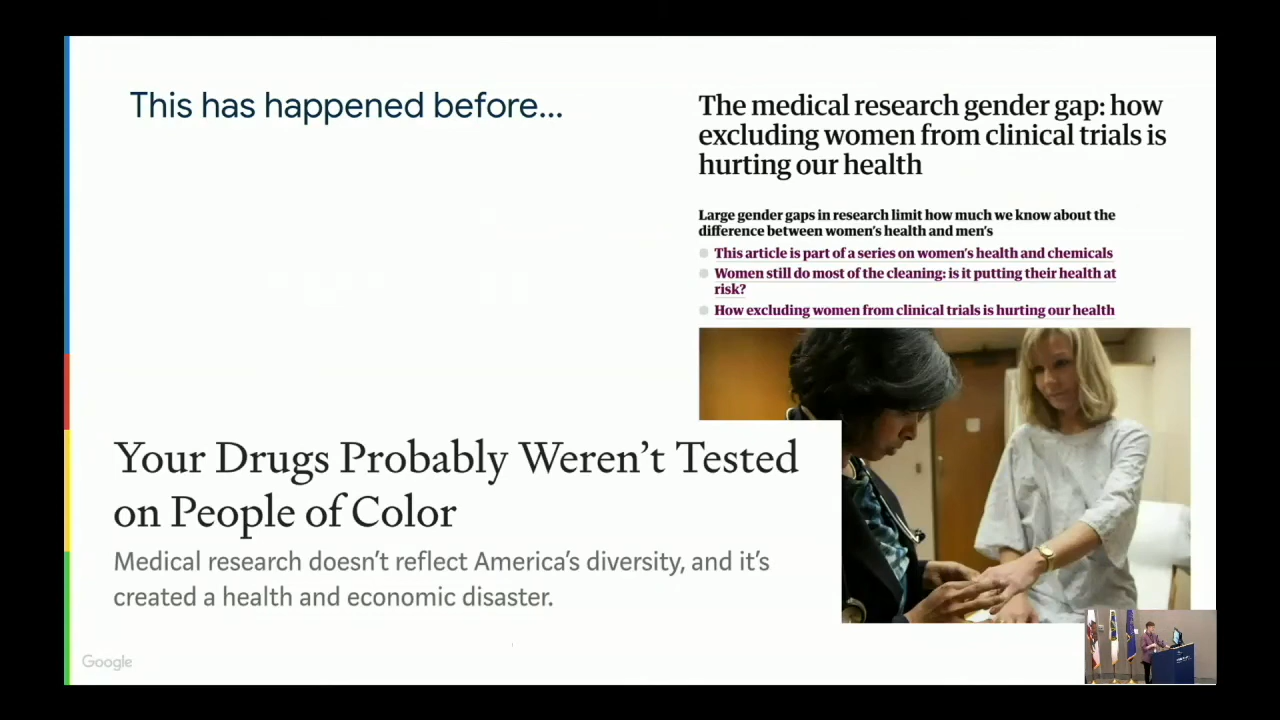 This has happened before...
The medical research gender gap: how
excluding women from clinical trials is
hurting our health
Large gender gaps in research limit how much we know about the
difference between women's health and men's
This article is part of a series on women's health and chemicals
Women still do most of the cleaning: is it putting their health at
risk?
How excluding women from clinical trials is hurting our health
Your Drugs Probably Weren't Tested
on People of Color
Medical research doesn't reflect America's diversity, and it's
created a health and economic disaster.
Google